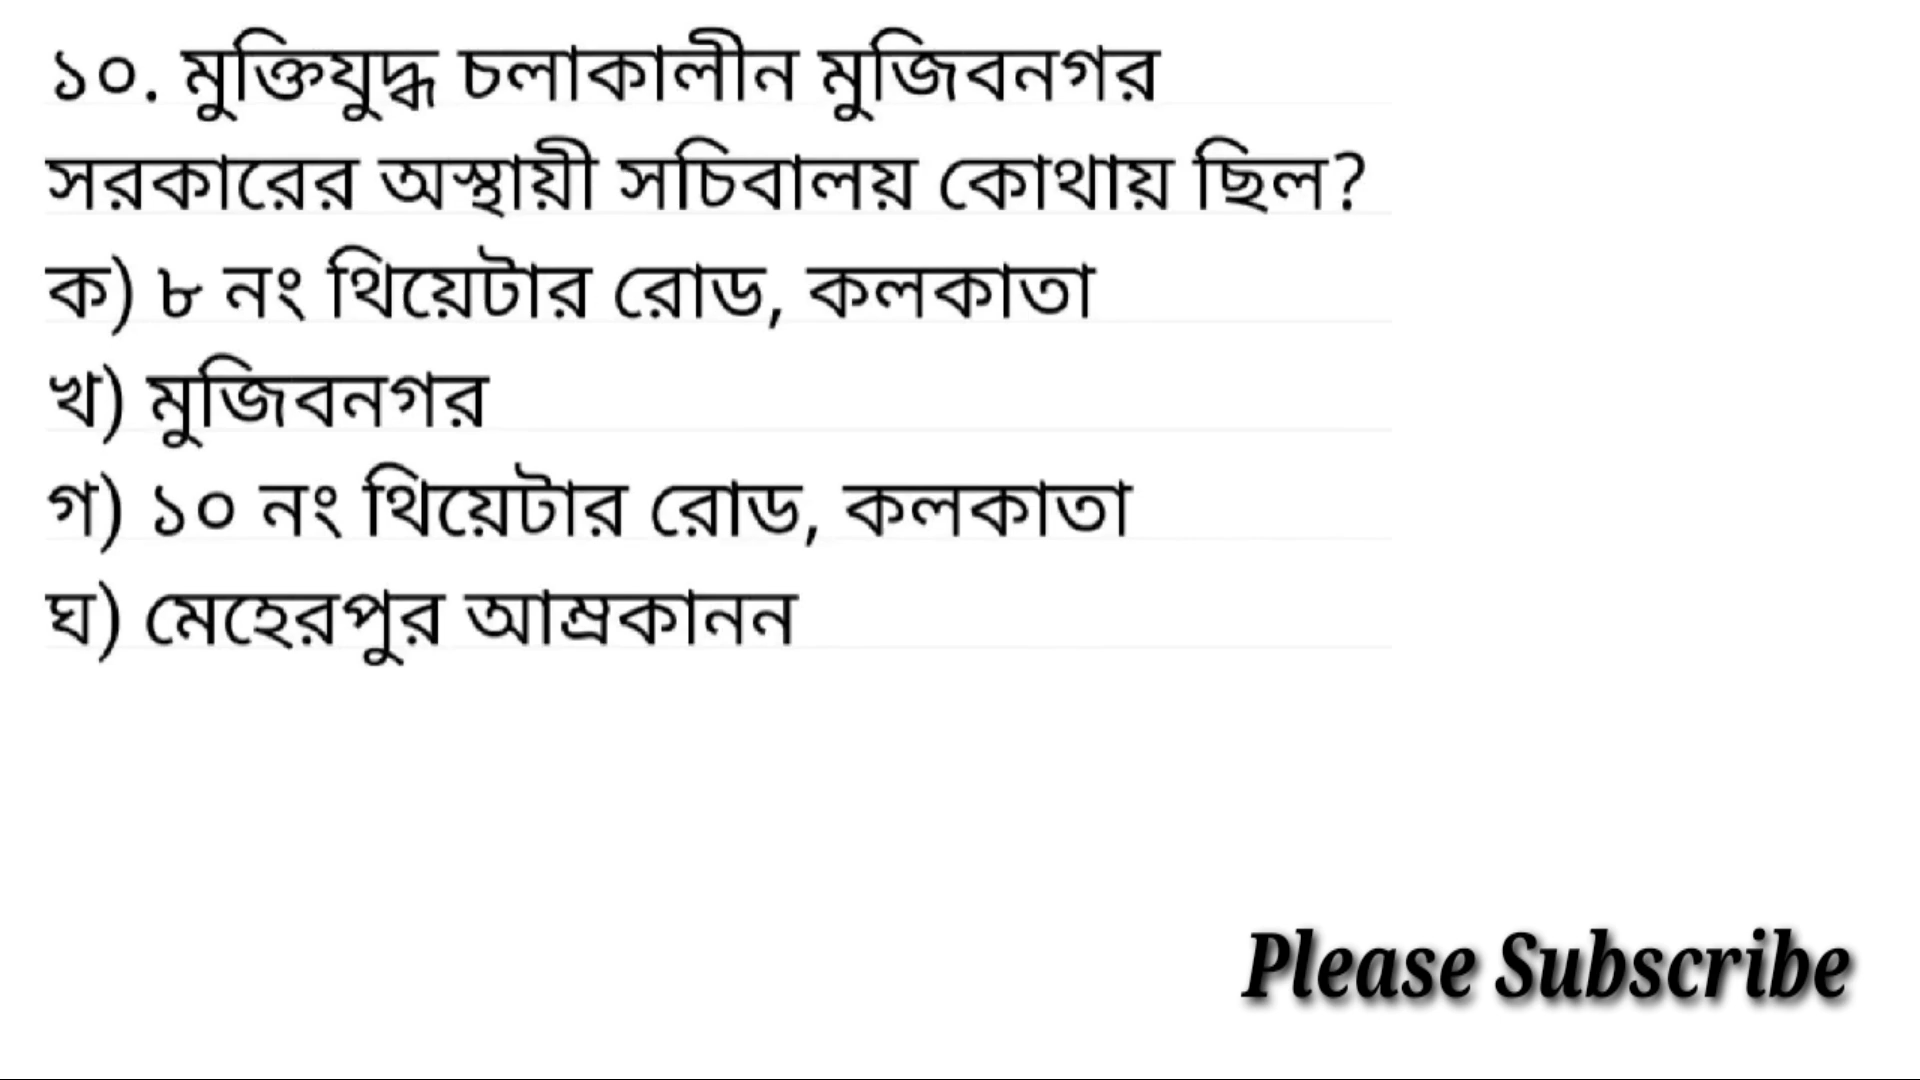 ১০. মুক্তিযুদ্ধ চলাকালীন মুজিবনগর
সরকারের অস্থায়ী সচিবালয় কোথায় ছিল?
ক) ৮ নং থিয়েটার রোড, কলকাতা
খ) মুজিবনগর
গ) ১০ নং থিয়েটার রোড, কলকাতা
ঘ) মেহেরপুর আম্রকানন
Please Subscribe